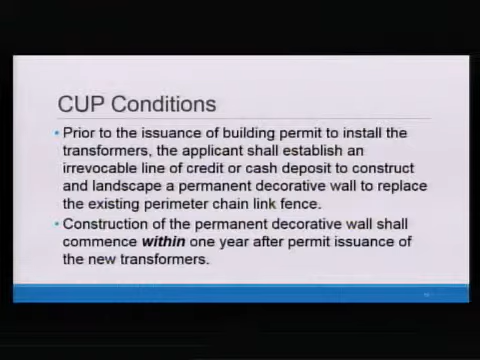 CUP Conditions
• Prior to the issuance of building permit to install the
transformers, the applicant shall establish an
irrevocable line of credit or cash deposit to construct
and landscape a permanent decorative wall to replace
the existing perimeter chain link fence.
• Construction of the permanent decorative wall shall
commence within one year after permit issuance of
the new transformers.